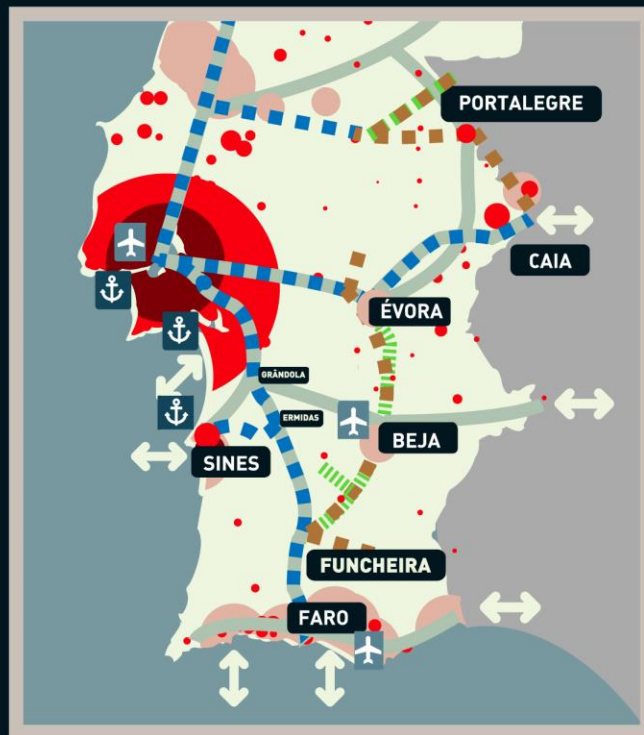 PORTALEGRE
CAIA
ÉVORA
GRÂNDOLA
ERMIDAS
BEJA
SINES
FUNCHEIRA
FARO